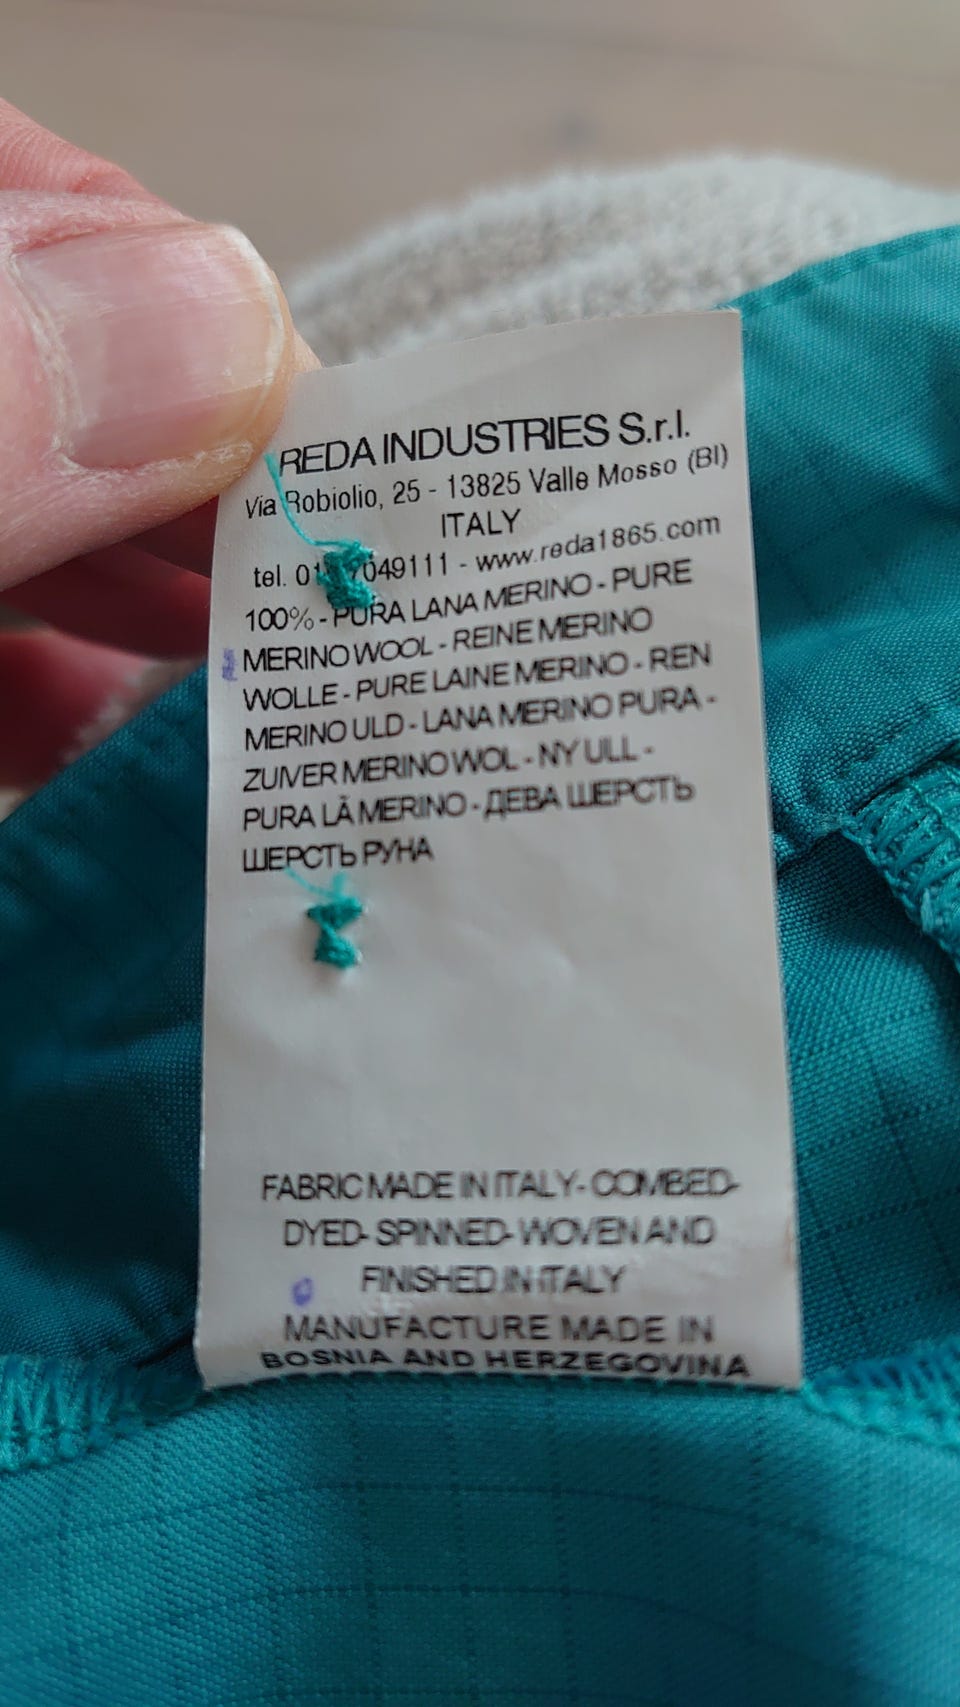 REDA INDUSTRIES S.r.l.
Via Robiolio, 25 - 13825 Valle Mosso (BI)
ITALY
tel. 049111 - www.reda1865.com
100% - PURA LANA MERINO - PURE
MERINO WOOL - REINE MERINO
WOLLE - PURE LAINE MERINO - REN
MERINO ULD - LANA MERINO PURA -
ZUIVER MERINO WOL - NY ULL -
PURA LÃ MERINO - ДЕВА ШЕРСТЬ
ШЕРСТЬ РУНА
FABRIC MADE IN ITALY- COMBED-
DYED- SPINNED- WOVEN AND
FINISHED IN ITALY
MANUFACTURE MADE IN
BOSNIA AND HERZEGOVINA